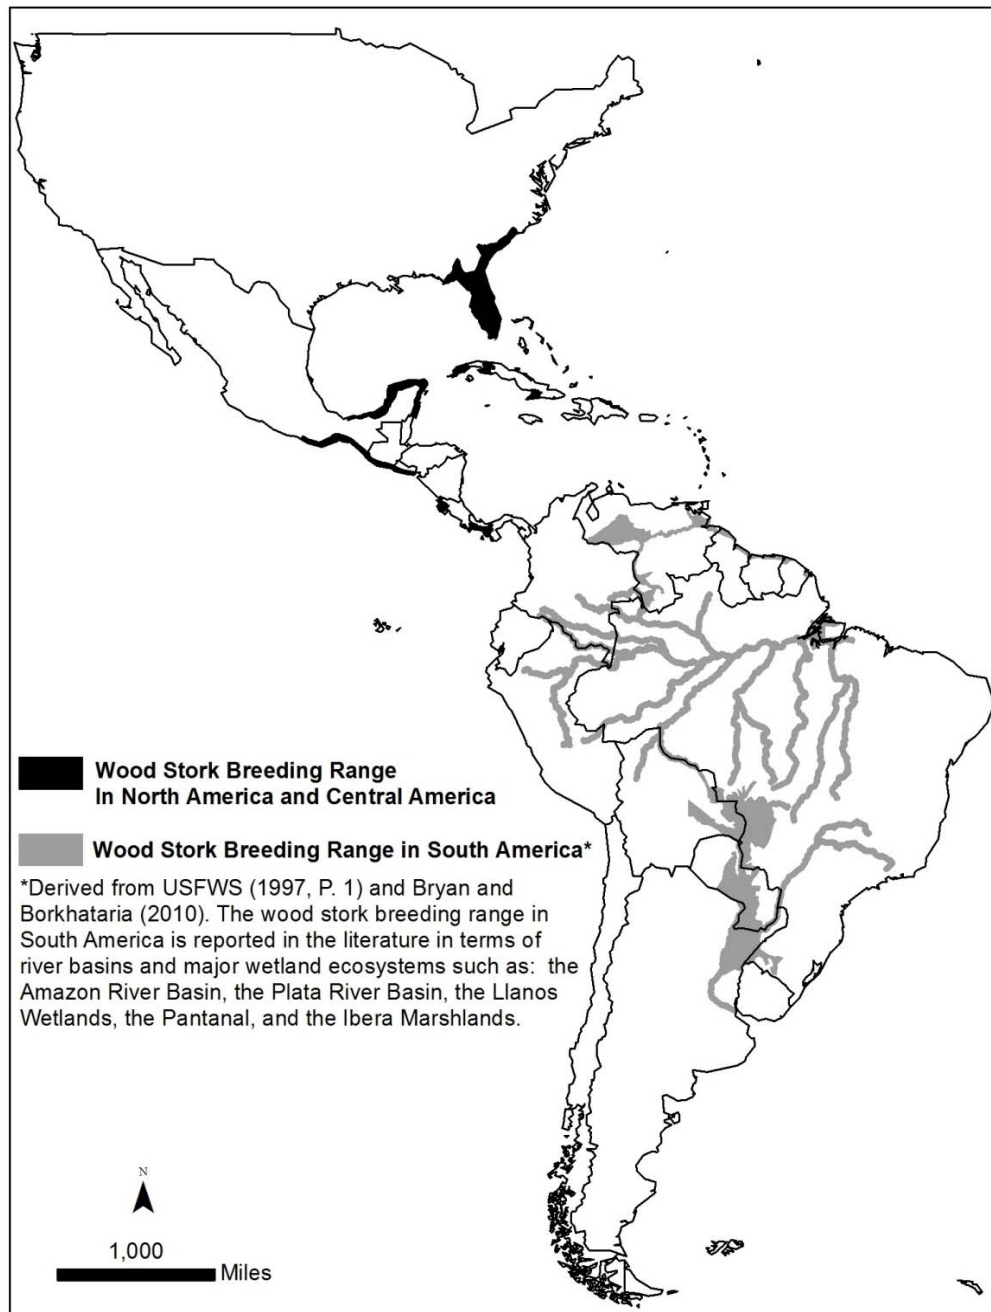 Wood Stork Breeding Range
In North America and Central America
Wood Stork Breeding Range in South America*
*Derived from USFWS (1997, P. 1) and Bryan and
Borkhataria (2010). The wood stork breeding range in
South America is reported in the literature in terms of
river basins and major wetland ecosystems such as:  the
Amazon River Basin, the Plata River Basin, the Llanos
Wetlands, the Pantanal, and the Ibera Marshlands.
N
1,000
Miles